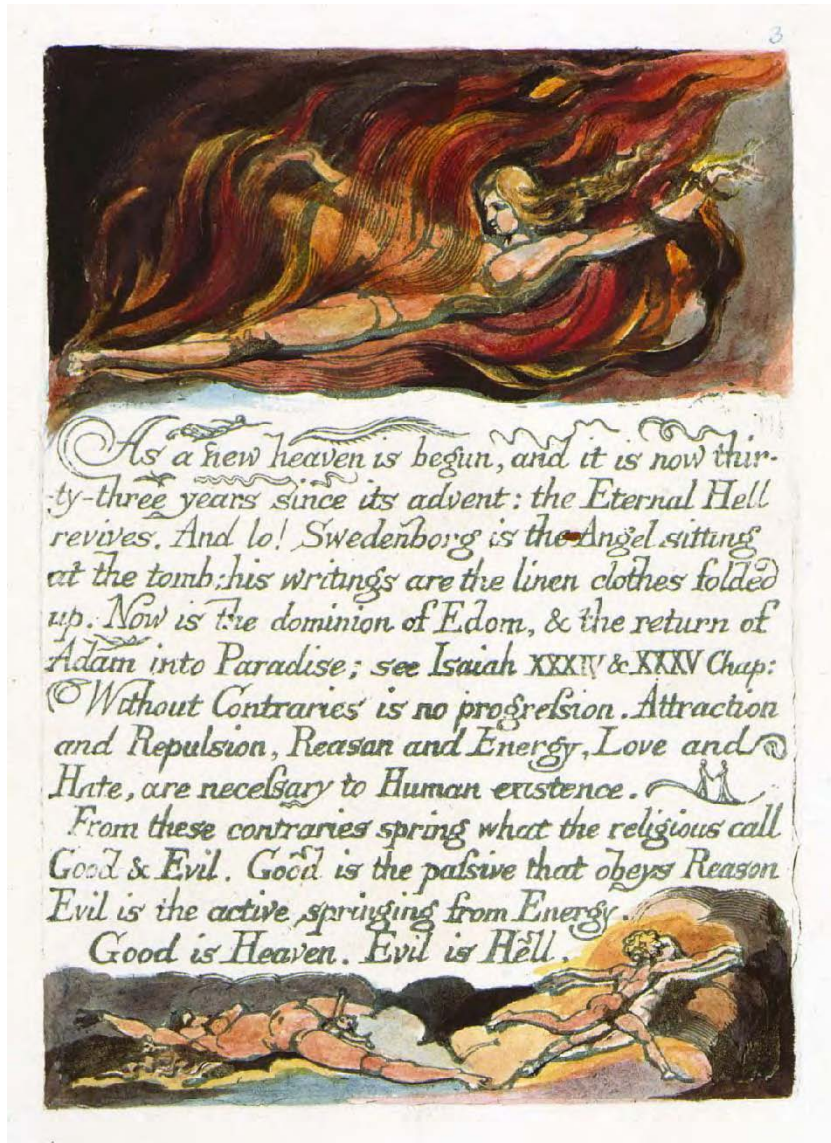 3
As a new heaven is begun, and it is now thir-
-ty-three years since its advent: the Eternal Hell
revives. And lo! Swedenborg is the Angel sitting
at the tomb: his writings are the linen clothes folded
up. Now is the dominion of Edom, & the return of
Adam into Paradise; see Isaiah XXXIV & XXXV Chap:
Without Contraries is no progreſsion. Attraction
and Repulsion, Reason and Energy, Love and
Hate, are neceſsary to Human existence.
From these contraries spring what the religious call
Good & Evil. Good is the paſsive that obeys Reason
Evil is the active springing from Energy.
Good is Heaven. Evil is Hell.